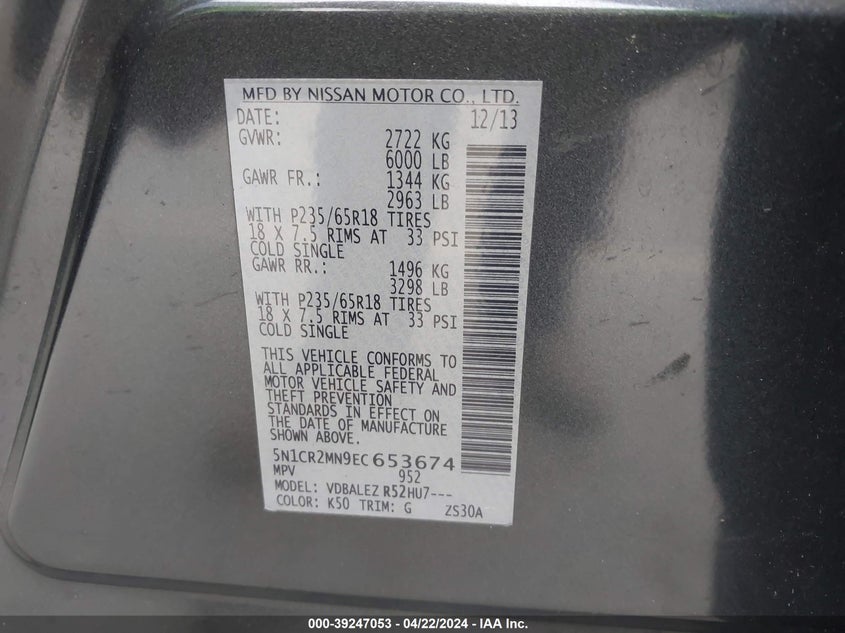 MFD BY NISSAN MOTOR CO., LTD.
DATE: 12/13
GVWR: 2722 KG
6000 LB
GAWR FR.: 1344 KG
2963 LB
WITH P235/65R18 TIRES
18 X 7.5 RIMS AT 33 PSI
COLD SINGLE
GAWR RR.: 1496 KG
3298 LB
WITH P235/65R18 TIRES
18 X 7.5 RIMS AT 33 PSI
COLD SINGLE
THIS VEHICLE CONFORMS TO
ALL APPLICABLE FEDERAL
MOTOR VEHICLE SAFETY AND
THEFT PREVENTION
STANDARDS IN EFFECT ON
THE DATE OF MANUFACTURE
SHOWN ABOVE.
5N1CR2MN9EC653674
MPV 952
MODEL: VDBALEZ R52HU7---
COLOR: K50 TRIM: G ZS30A
000-39247053 - 04/22/2024 - IAA Inc.